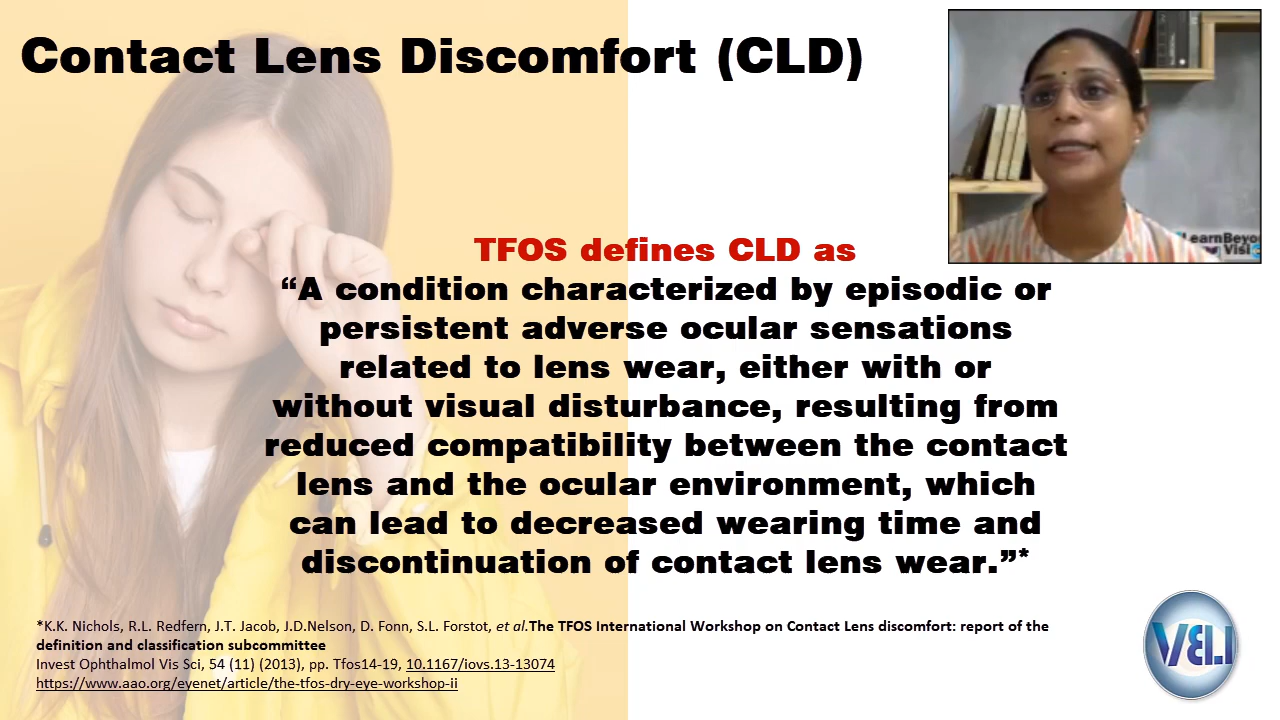 Contact Lens Discomfort (CLD)
LearnBeyo
Visi
TFOS defines CLD as
“A condition characterized by episodic or
persistent adverse ocular sensations
related to lens wear, either with or
without visual disturbance, resulting from
reduced compatibility between the contact
lens and the ocular environment, which
can lead to decreased wearing time and
discontinuation of contact lens wear.”*
*K.K. Nichols, R.L. Redfern, J.T. Jacob, J.D.Nelson, D. Fonn, S.L. Forstot, et al.The TFOS International Workshop on Contact Lens discomfort: report of the
definition and classification subcommittee
Invest Ophthalmol Vis Sci, 54 (11) (2013), pp. Tfos14-19, 10.1167/iovs.13-13074
https://www.aao.org/eyenet/article/the-tfos-dry-eye-workshop-ii
VELI